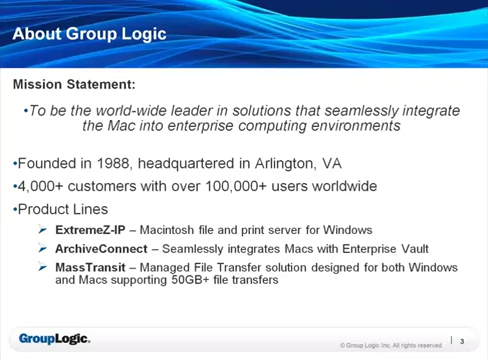 About Group Logic
Mission Statement:
•To be the world-wide leader in solutions that seamlessly integrate
the Mac into enterprise computing environments
•Founded in 1988, headquartered in Arlington, VA
•4,000+ customers with over 100,000+ users worldwide
•Product Lines
➢ ExtremeZ-IP – Macintosh file and print server for Windows
➢ ArchiveConnect – Seamlessly integrates Macs with Enterprise Vault
➢ MassTransit – Managed File Transfer solution designed for both Windows
and Macs supporting 50GB+ file transfers
GroupLogic.
© Group Logic Inc. All rights reserved. | 3